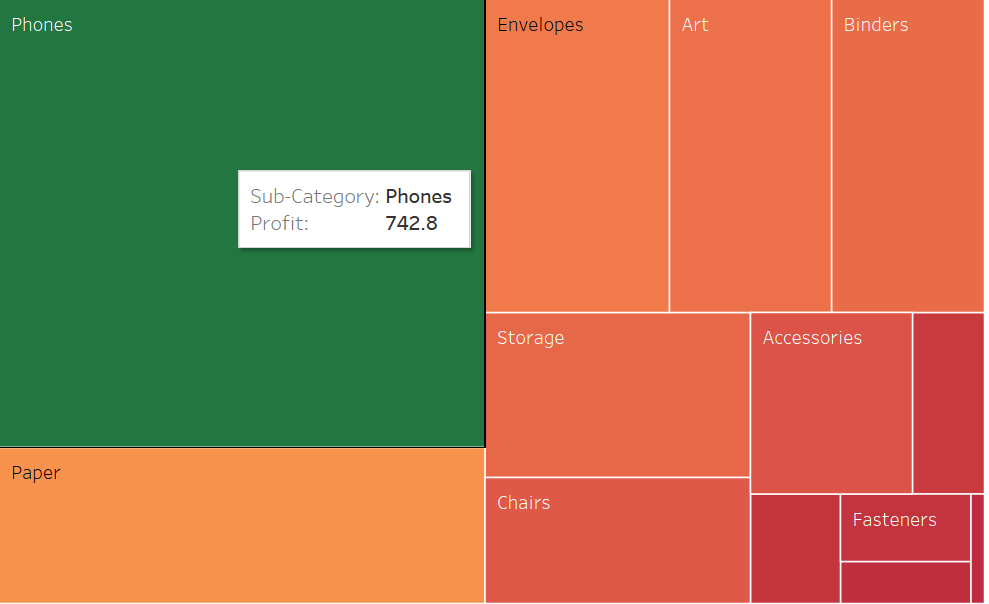 Phones
Envelopes
Art
Binders
Sub-Category: Phones
Profit: 742.8
Storage
Accessories
Paper
Chairs
Fasteners